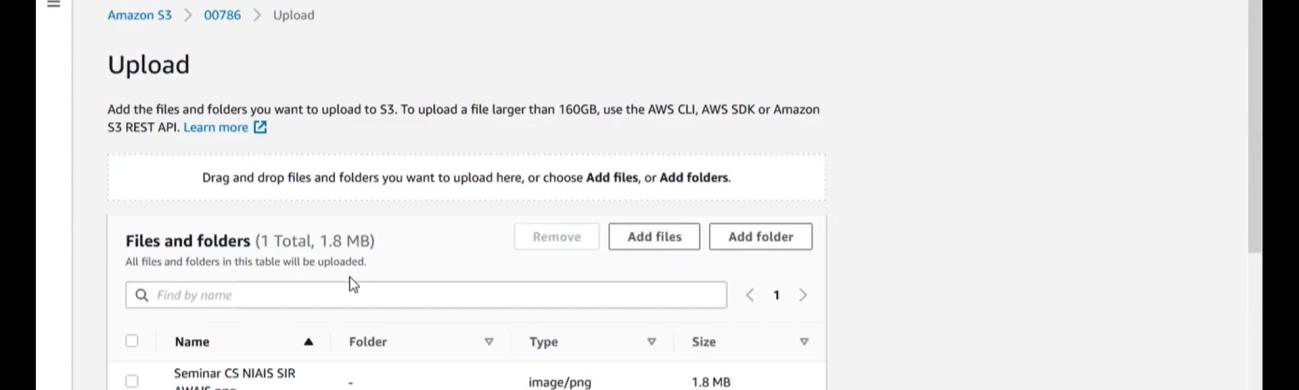 Amazon S3 > 00786 > Upload
Upload
Add the files and folders you want to upload to S3. To upload a file larger than 160GB, use the AWS CLI, AWS SDK or Amazon
S3 REST API. Learn more
Drag and drop files and folders you want to upload here, or choose Add files, or Add folders.
Files and folders (1 Total, 1.8 MB)
Remove Add files Add folder
All files and folders in this table will be uploaded.
Find by name
1
Name Folder Type Size
Seminar CS NIAIS SIR
- image/png 1.8 MB